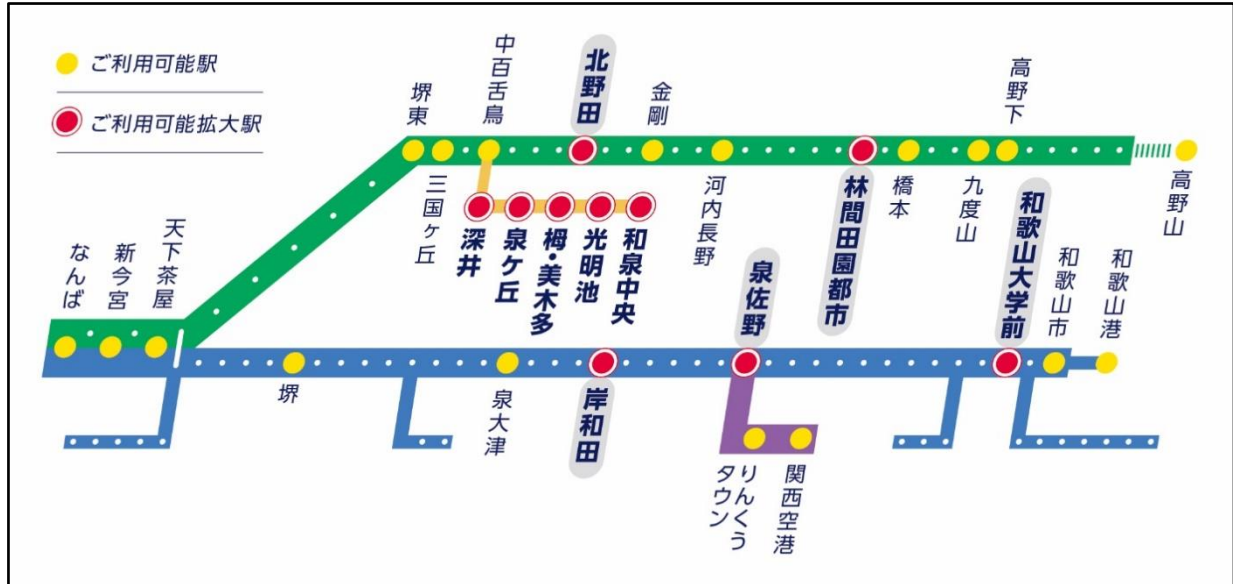 ご利用可能駅
ご利用可能拡大駅
なんば
新今宮
天下茶屋
堺東
三国ヶ丘
中百舌鳥
北野田
金剛
河内長野
林間田園都市
橋本
九度山
高野下
高野山
深井
泉ケ丘
栂・美木多
光明池
和泉中央
堺
泉大津
岸和田
泉佐野
りんくう
タウン
関西空港
和歌山大学前
和歌山市
和歌山港